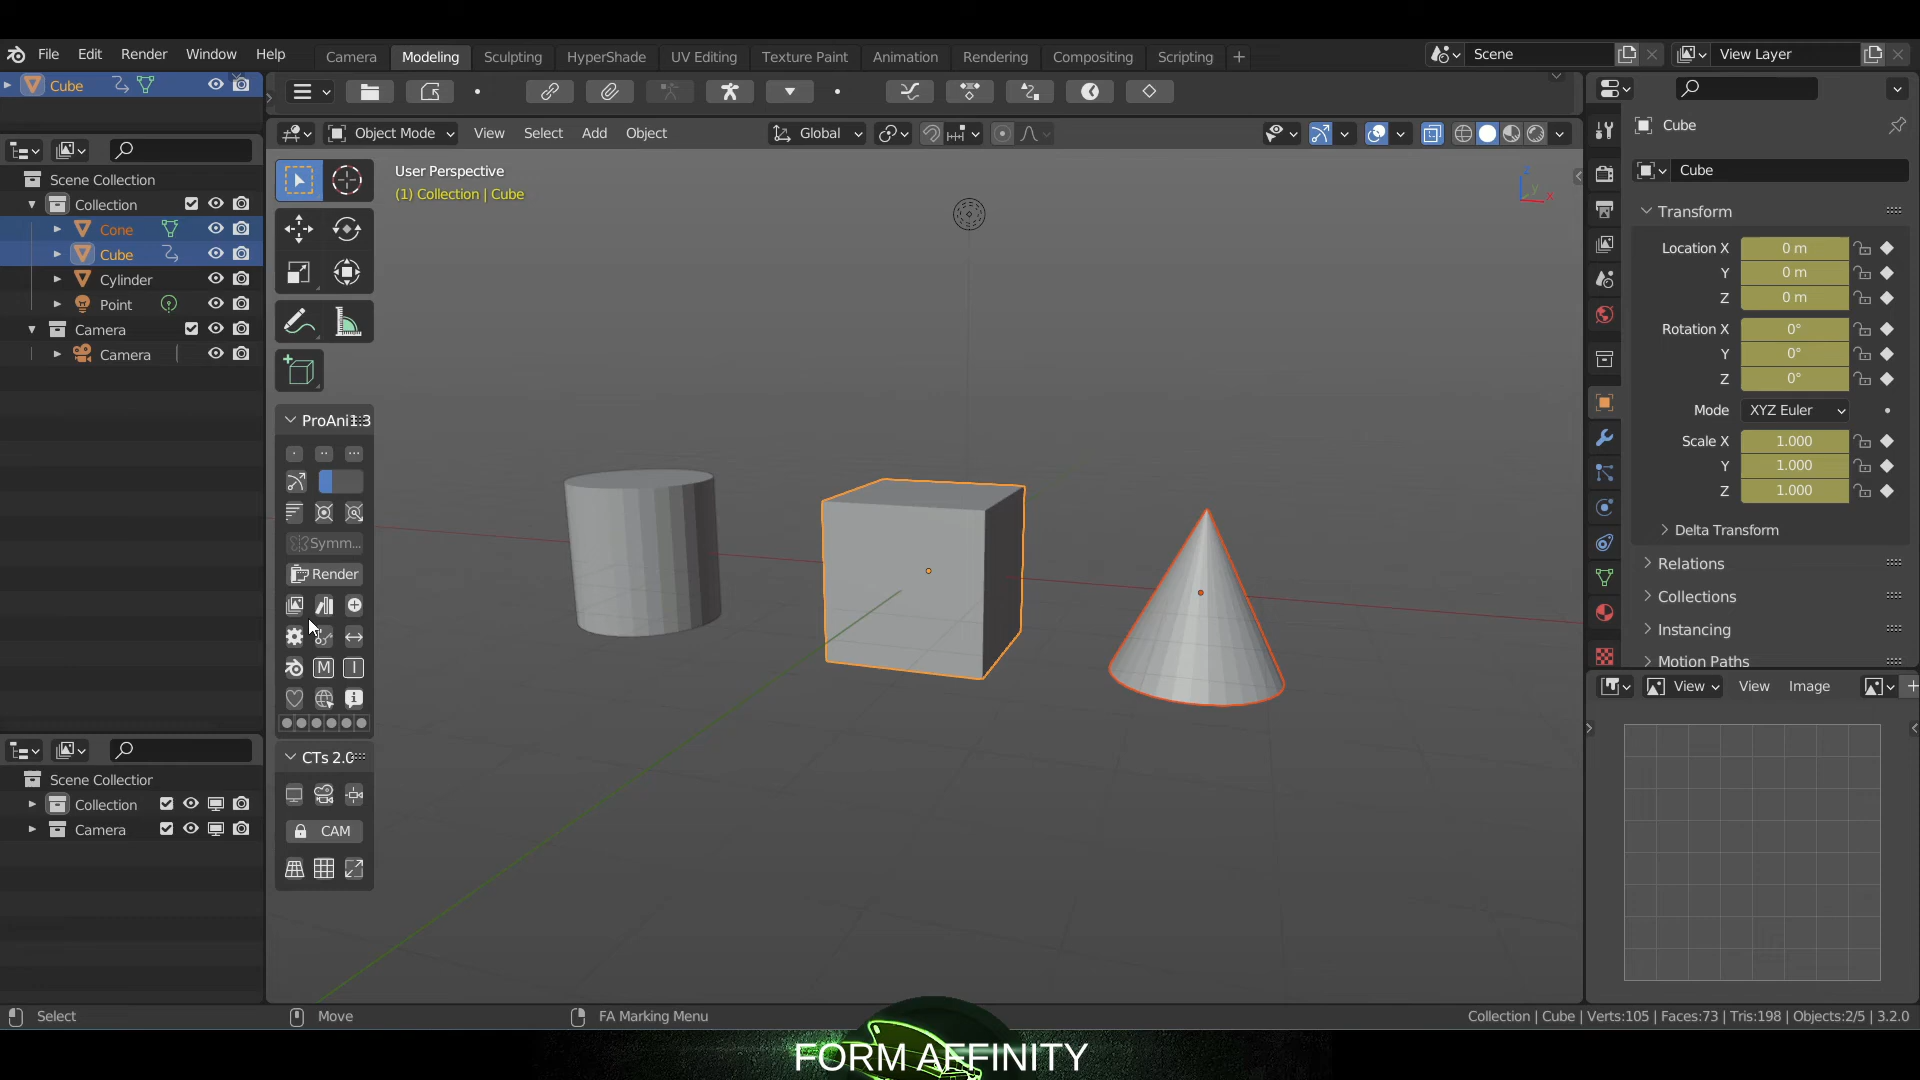 File Edit Render Window Help
Camera Modeling Sculpting HyperShade UV Editing Texture Paint Animation Rendering Compositing Scripting +
Scene
View Layer
Cube
Object Mode View Select Add Object
Global
User Perspective
(1) Collection | Cube
Scene Collection
Collection
Cone
Cube
Cylinder
Point
Camera
Camera
ProAni1.3
Symm...
Render
M I
CTs 2.0
CAM
Scene Collectior
Collection
Camera
Z
Y
X
Cube
Cube
Transform
Location X 0 m
Y 0 m
Z 0 m
Rotation X 0°
Y 0°
Z 0°
Mode XYZ Euler
Scale X 1.000
Y 1.000
Z 1.000
Delta Transform
Relations
Collections
Instancing
Motion Paths
View View Image
Select
Move
FA Marking Menu
Collection | Cube | Verts:105 | Faces:73 | Tris:198 | Objects:2/5 | 3.2.0
FORM AFFINITY